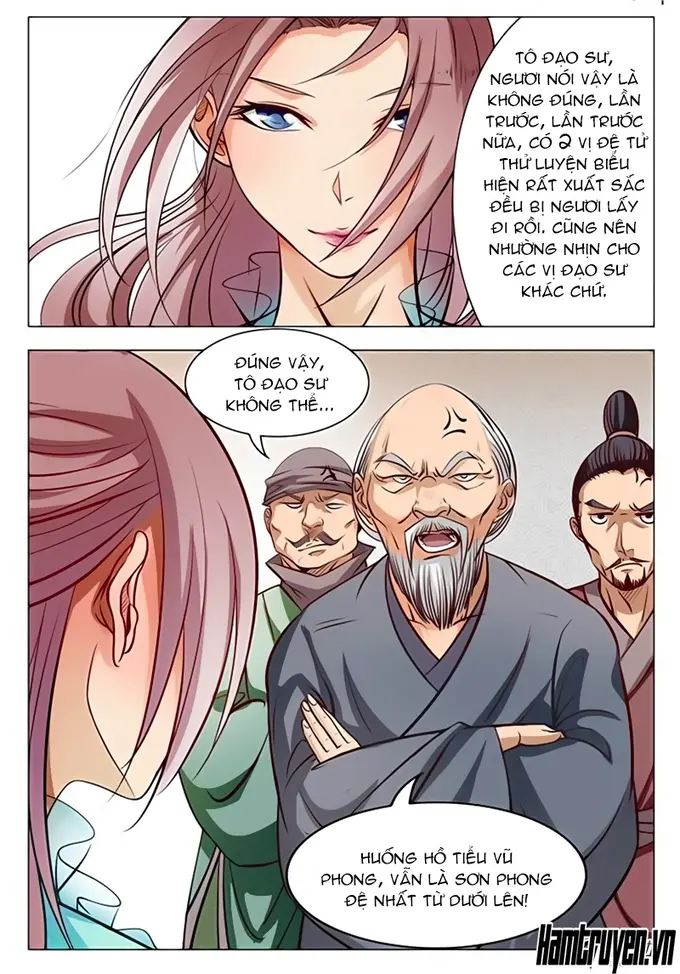 TÔ ĐẠO SƯ,
NGƯƠI NÓI VẬY LÀ
KHÔNG ĐÚNG, LẦN
TRƯỚC, LẦN TRƯỚC
NỮA, CÓ 2 VỊ ĐỆ TỬ
THỬ LUYỆN BIỂU
HIỆN RẤT XUẤT SẮC
ĐỀU BỊ NGƯƠI LẤY
ĐI RỒI. CŨNG NÊN
NHƯỜNG NHỊN CHO
CÁC VỊ ĐẠO SƯ
KHÁC CHỨ.
ĐÚNG VẬY,
TÔ ĐẠO SƯ
KHÔNG THỂ...
HUỐNG HỒ TIỂU VŨ
PHONG, VẪN LÀ SƠN PHONG
ĐỆ NHẤT TỪ DƯỚI LÊN!
Hamtruyen.vn